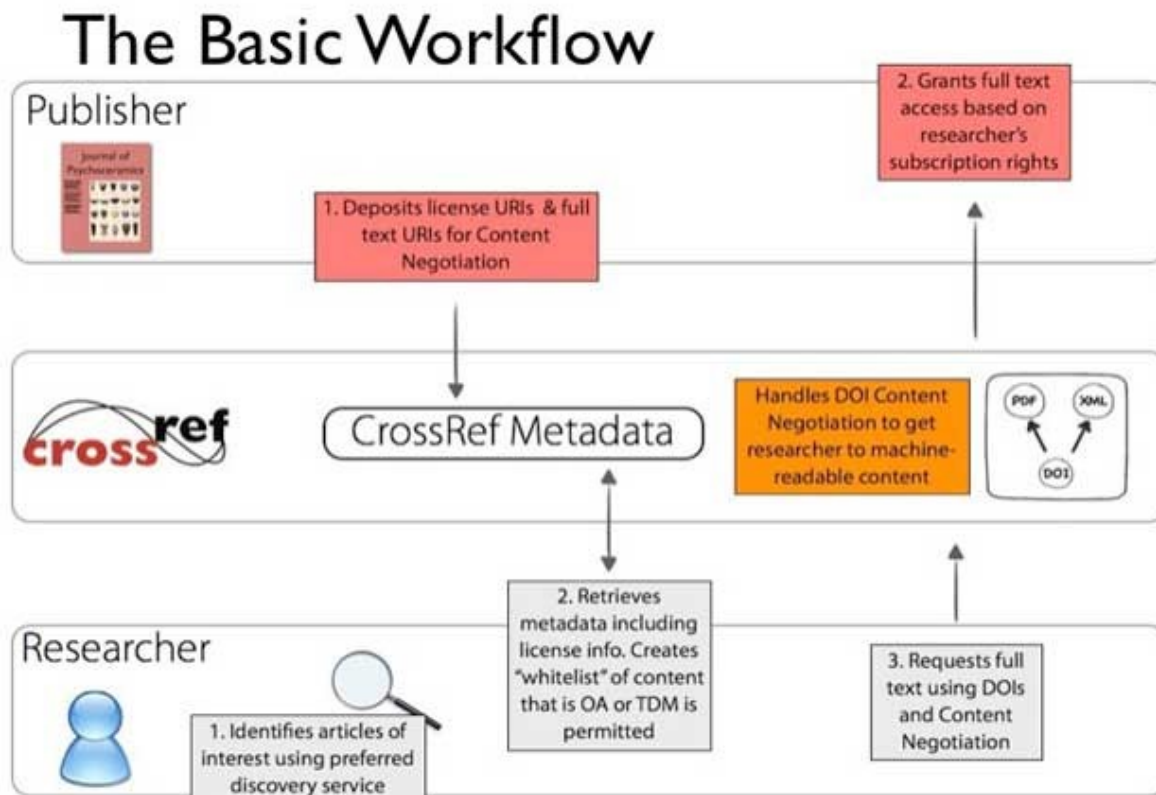 The Basic Workflow
Publisher
Journal of
Psychoceramics
1. Deposits license URIs & full
text URIs for Content
Negotiation
2. Grants full text
access based on
researcher's
subscription rights
cross
ref
CrossRef Metadata
Handles DOI Content
Negotiation to get
researcher to machine-
readable content
PDF
XML
DOI
Researcher
1. Identifies articles of
interest using preferred
discovery service
2. Retrieves
metadata including
license info. Creates
"whitelist" of content
that is OA or TDM is
permitted
3. Requests full
text using DOIs
and Content
Negotiation